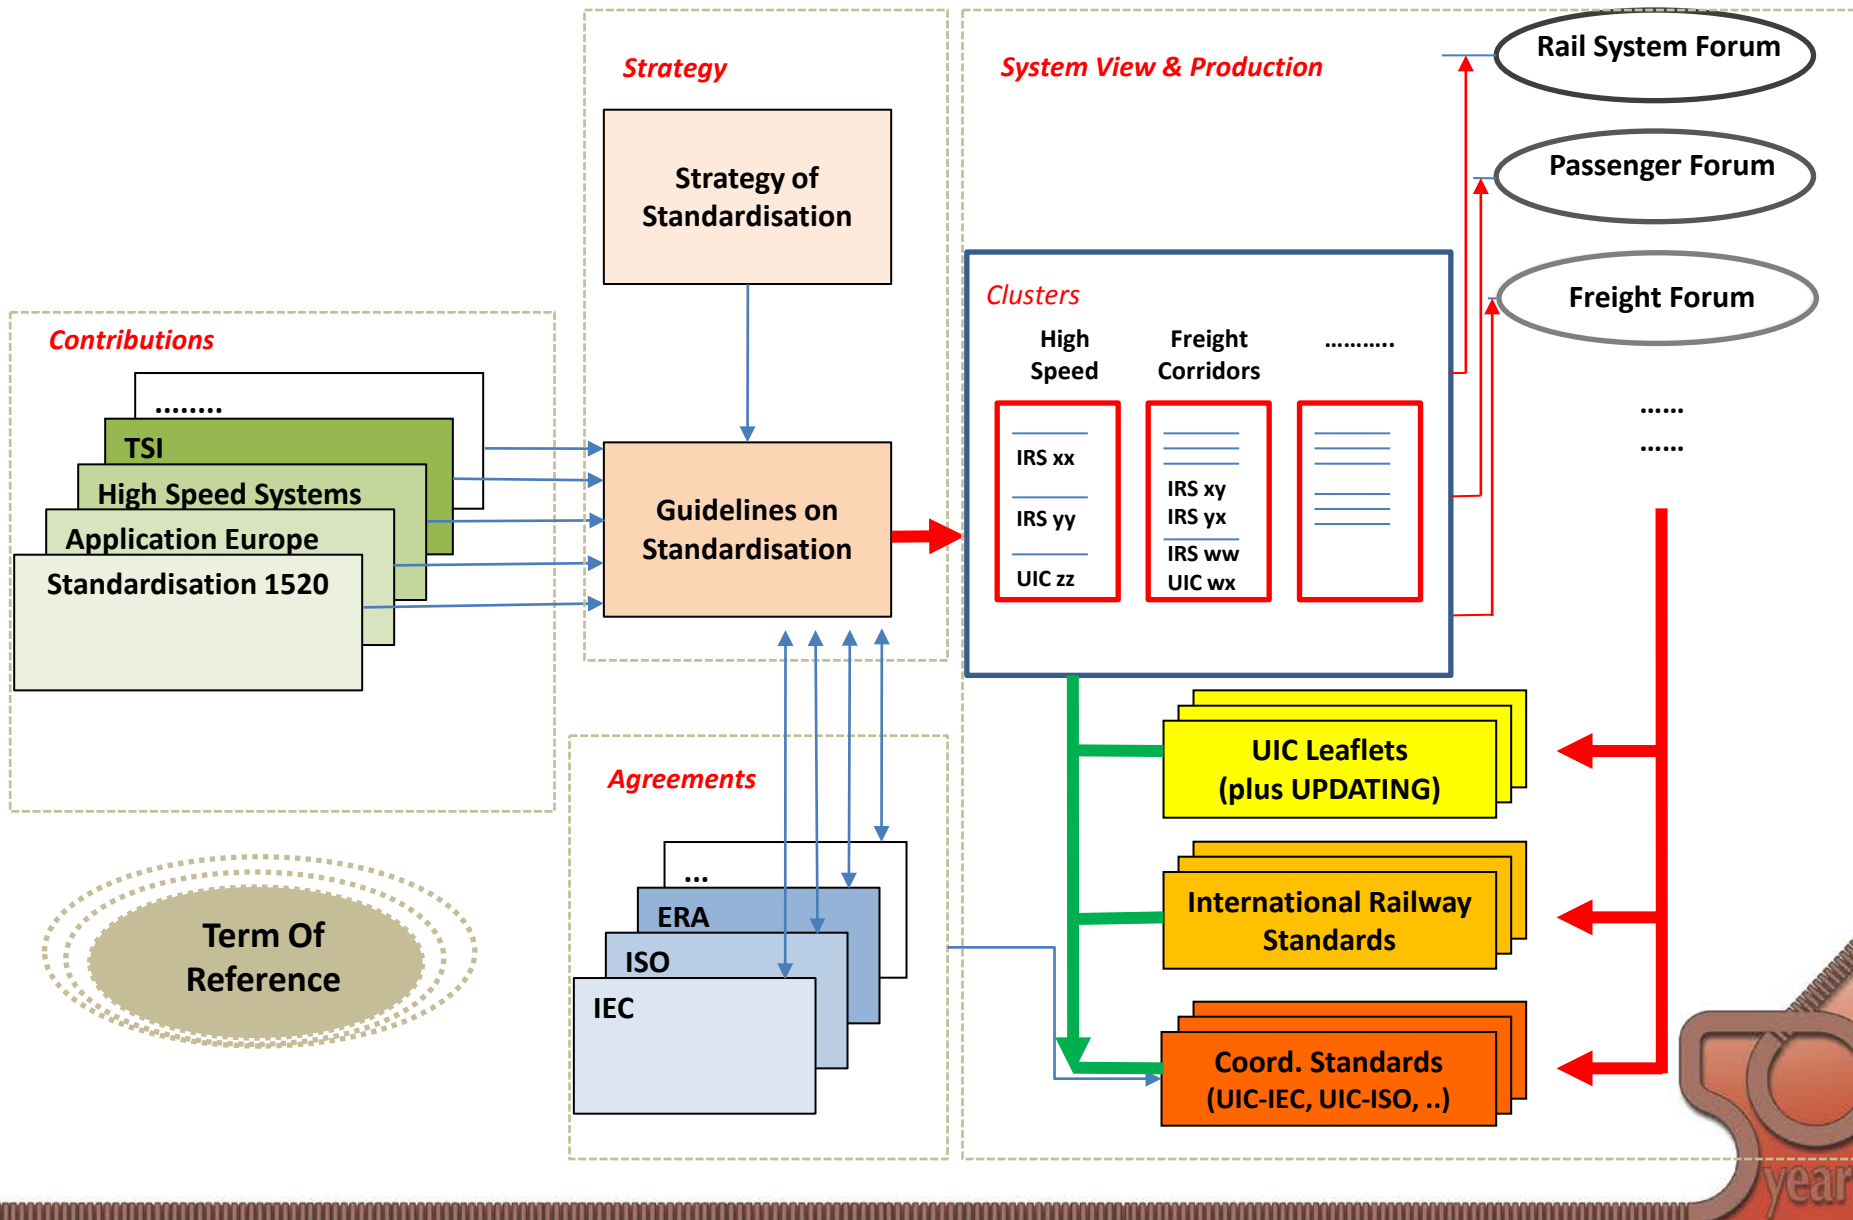 Strategy
Strategy of
Standardisation
Guidelines on
Standardisation
Contributions
........
TSI
High Speed Systems
Application Europe
Standardisation 1520
Agreements
...
ERA
ISO
IEC
Term Of
Reference
System View & Production
Rail System Forum
Passenger Forum
Freight Forum
......
......
Clusters
High
Speed
IRS xx
IRS yy
UIC zz
Freight
Corridors
IRS xy
IRS yx
IRS ww
UIC wx
...........
UIC Leaflets
(plus UPDATING)
International Railway
Standards
Coord. Standards
(UIC-IEC, UIC-ISO, ..)
50
year